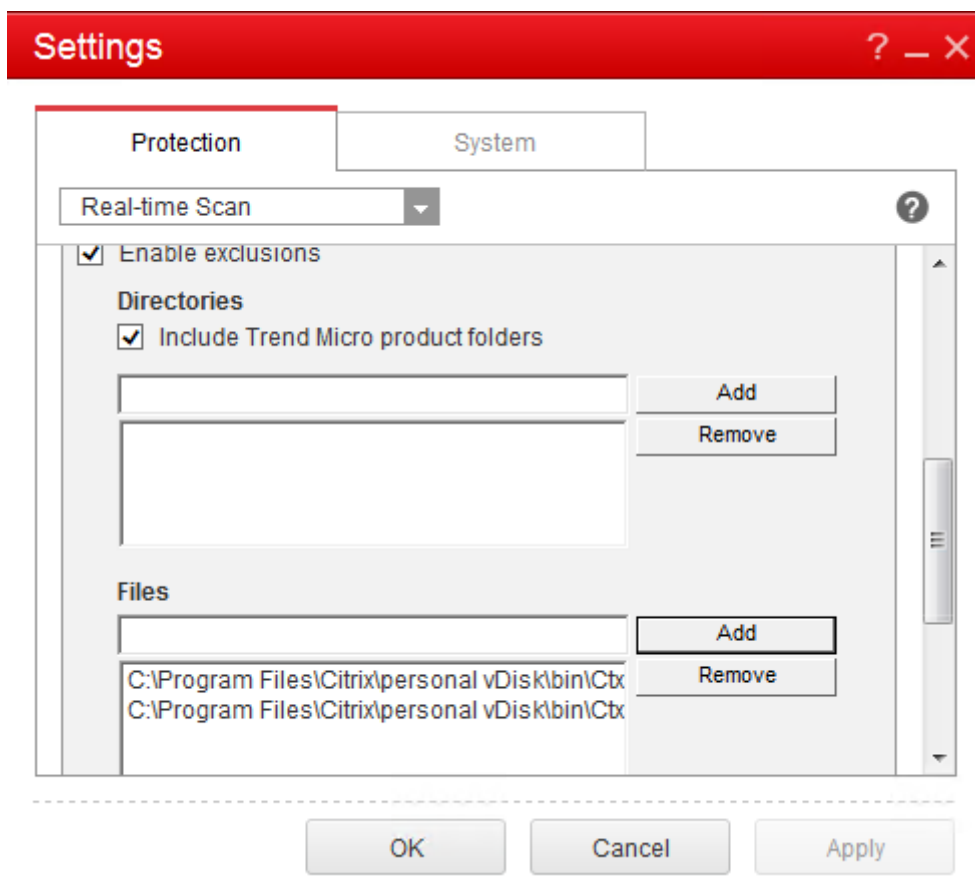 Settings
Protection
System
Real-time Scan
Enable exclusions
Directories
Include Trend Micro product folders
Add
Remove
Files
Add
C:\Program Files\Citrix\personal vDisk\bin\Ctx
Remove
C:\Program Files\Citrix\personal vDisk\bin\Ctx
OK
Cancel
Apply